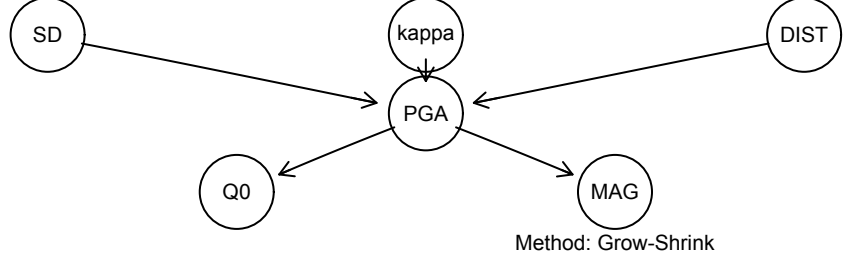 SD
kappa
DIST
PGA
Q0
MAG
Method: Grow-Shrink